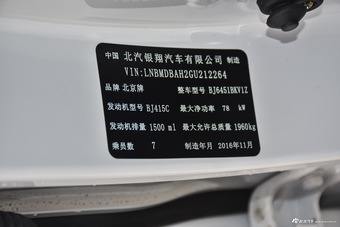 中国 北汽银翔汽车有限公司 制造
VIN:LNBMDBAH2GU212264
品牌 北京牌 整车型号 BJ6451BKV1Z
发动机型号 BJ415C 最大净功率 78 kW
发动机排量 1500 ml 最大允许总质量 1960kg
乘员数 7 制造年月 2016年11月